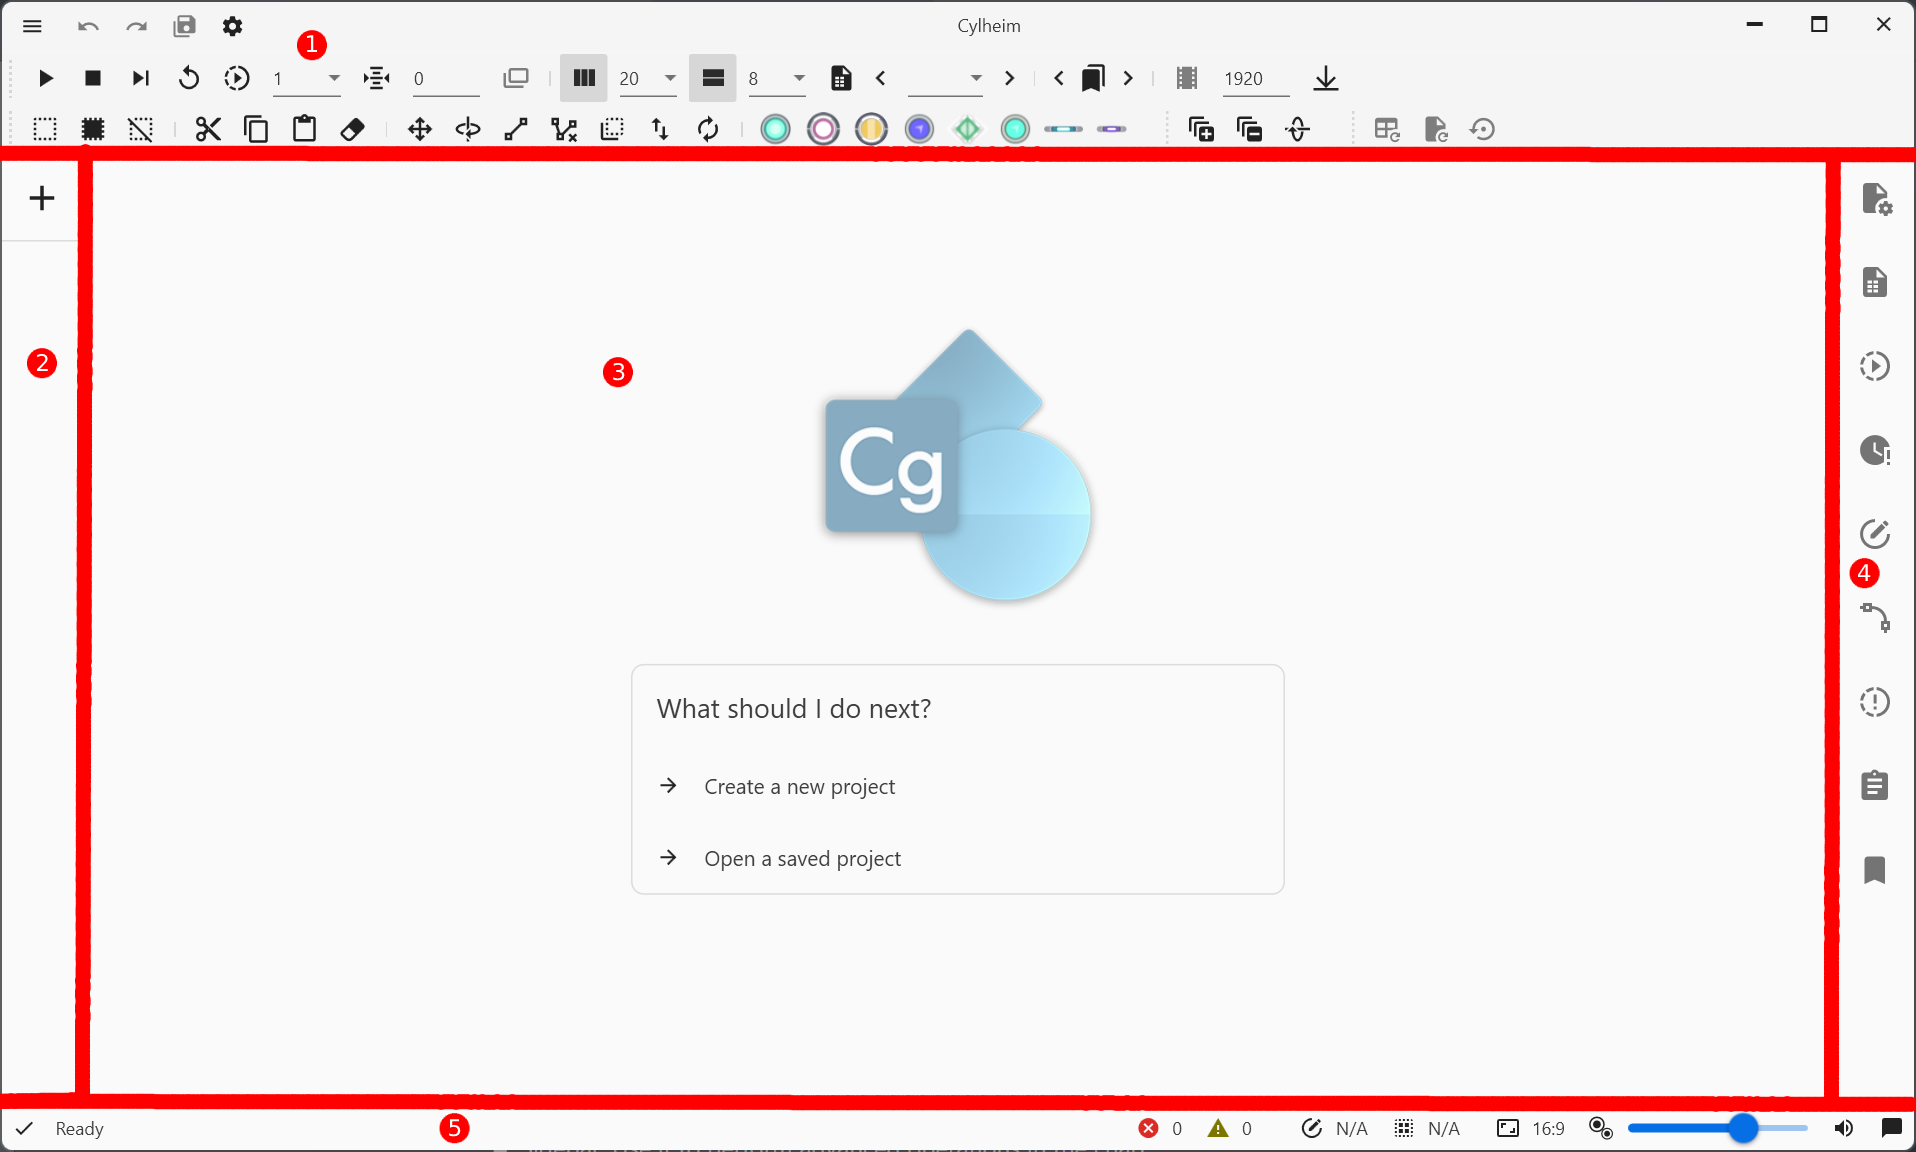 Cylheim
1
1
0
20
8
1920
2
3
Cg
4
What should I do next?
Create a new project
Open a saved project
Ready
5
0
0
N/A
N/A
16:9